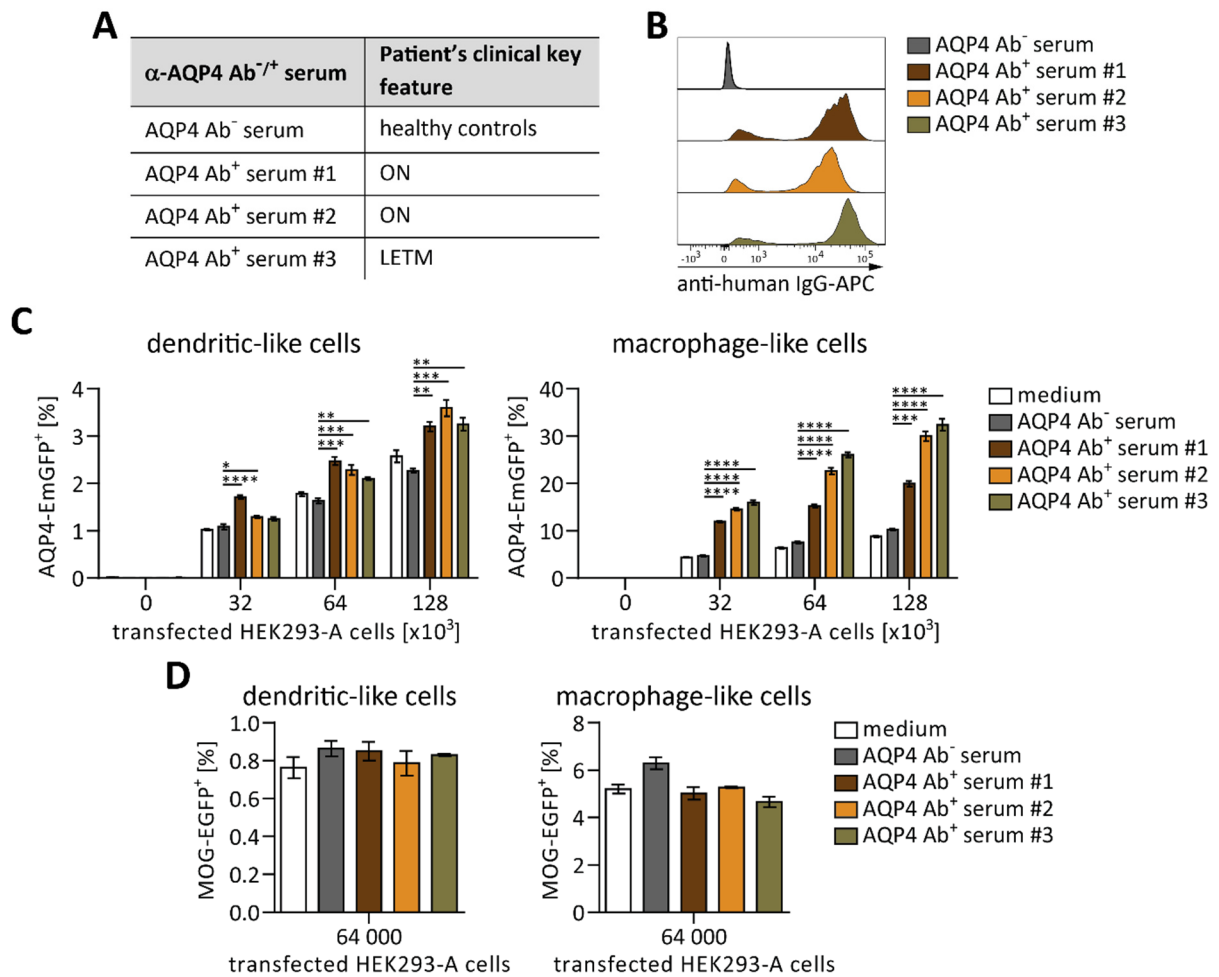 A
α-AQP4 Ab⁻/⁺ serum
Patient's clinical key
feature
AQP4 Ab⁻ serum
healthy controls
AQP4 Ab⁺ serum #1
ON
AQP4 Ab⁺ serum #2
ON
AQP4 Ab⁺ serum #3
LETM
B
-10³ 0 10³ 10⁴ 10⁵
anti-human IgG-APC
AQP4 Ab⁻ serum
AQP4 Ab⁺ serum #1
AQP4 Ab⁺ serum #2
AQP4 Ab⁺ serum #3
C
dendritic-like cells
AQP4-EmGFP⁺ [%]
4
3
2
1
0
*
****
**
***
***
**
***
**
0 32 64 128
transfected HEK293-A cells [x10³]
macrophage-like cells
AQP4-EmGFP⁺ [%]
40
30
20
10
0
****
****
****
****
****
****
****
****
***
0 32 64 128
transfected HEK293-A cells [x10³]
medium
AQP4 Ab⁻ serum
AQP4 Ab⁺ serum #1
AQP4 Ab⁺ serum #2
AQP4 Ab⁺ serum #3
D
dendritic-like cells
MOG-EGFP⁺ [%]
1.0
0.8
0.6
0.4
0.2
0.0
64 000
transfected HEK293-A cells
macrophage-like cells
MOG-EGFP⁺ [%]
8
6
4
2
0
64 000
transfected HEK293-A cells
medium
AQP4 Ab⁻ serum
AQP4 Ab⁺ serum #1
AQP4 Ab⁺ serum #2
AQP4 Ab⁺ serum #3